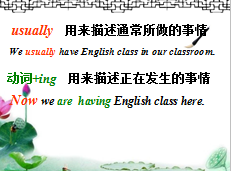 usually 用来描述通常所做的事情
We usually have English class in our classroom.
动词+ing 用来描述正在发生的事情
Now we are having English class here.